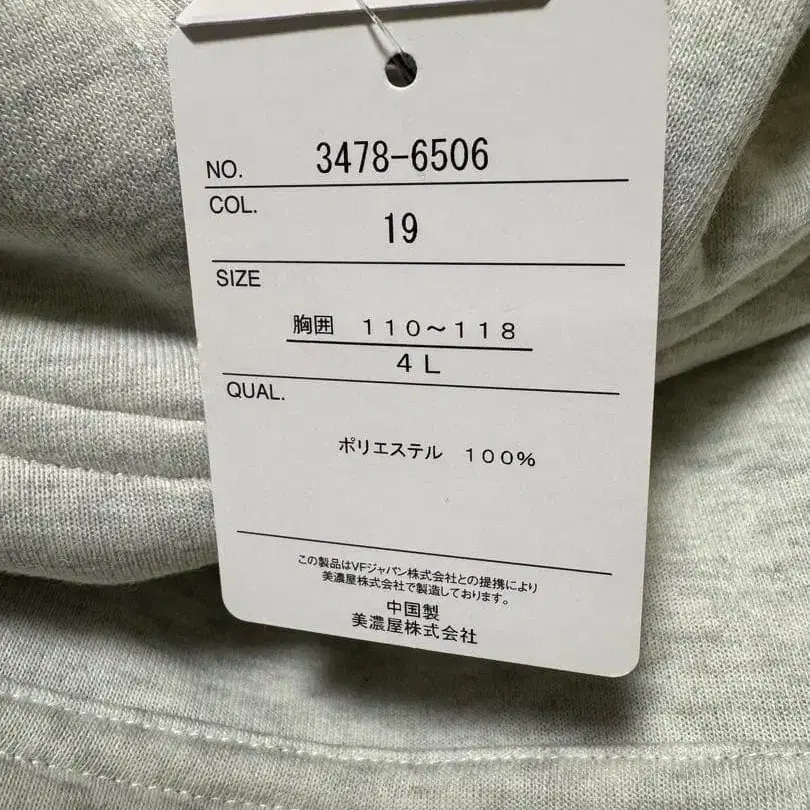 NO. 3478-6506
COL.
19
SIZE
胸囲 110~118
4L
QUAL.
ポリエステル 100%
この製品はVFジャパン株式会社との提携により
美濃屋株式会社で製造しております。
中国製
美濃屋株式会社